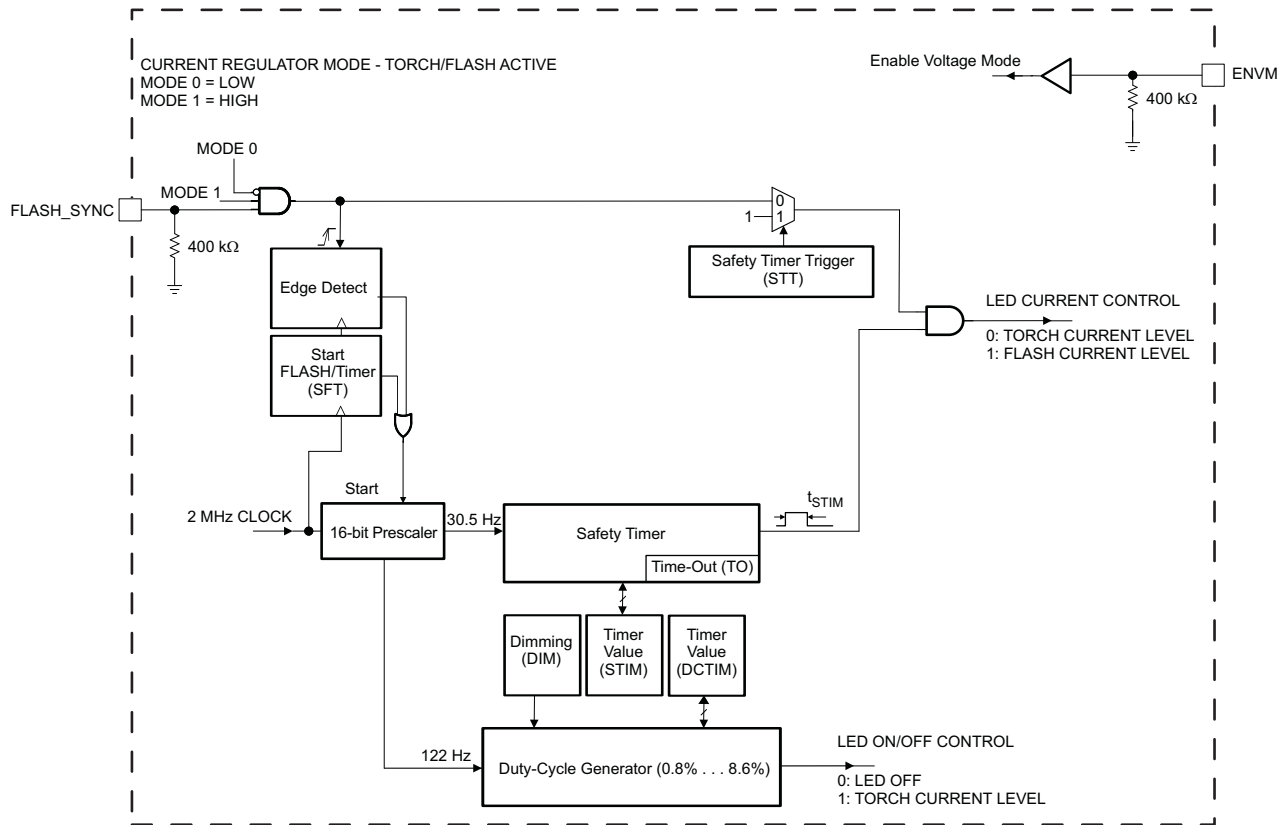 CURRENT REGULATOR MODE - TORCH/FLASH ACTIVE
MODE 0 = LOW
MODE 1 = HIGH
Enable Voltage Mode
ENVM
400 kΩ
MODE 0
MODE 1
FLASH_SYNC
400 kΩ
0
1
1
Safety Timer Trigger
(STT)
Edge Detect
LED CURRENT CONTROL
0: TORCH CURRENT LEVEL
1: FLASH CURRENT LEVEL
Start
FLASH/Timer
(SFT)
Start
2 MHz CLOCK
16-bit Prescaler
30.5 Hz
Safety Timer
Time-Out (TO)
tSTIM
Dimming
(DIM)
Timer
Value
(STIM)
Timer
Value
(DCTIM)
122 Hz
Duty-Cycle Generator (0.8% . . . 8.6%)
LED ON/OFF CONTROL
0: LED OFF
1: TORCH CURRENT LEVEL